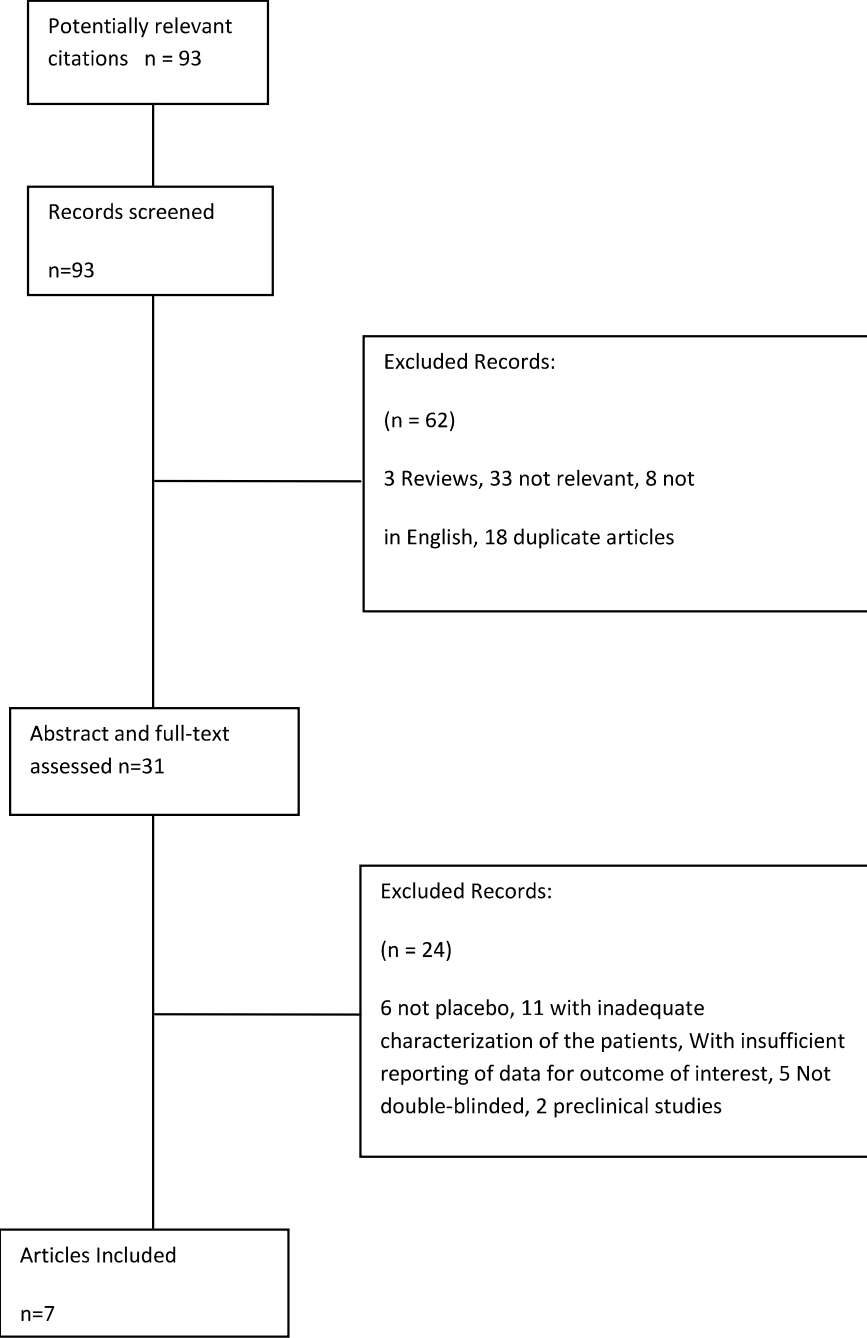 Potentially relevant
citations n = 93
Records screened
n=93
Excluded Records:
(n = 62)
3 Reviews, 33 not relevant, 8 not
in English, 18 duplicate articles
Abstract and full-text
assessed n=31
Excluded Records:
(n = 24)
6 not placebo, 11 with inadequate
characterization of the patients, With insufficient
reporting of data for outcome of interest, 5 Not
double-blinded, 2 preclinical studies
Articles Included
n=7